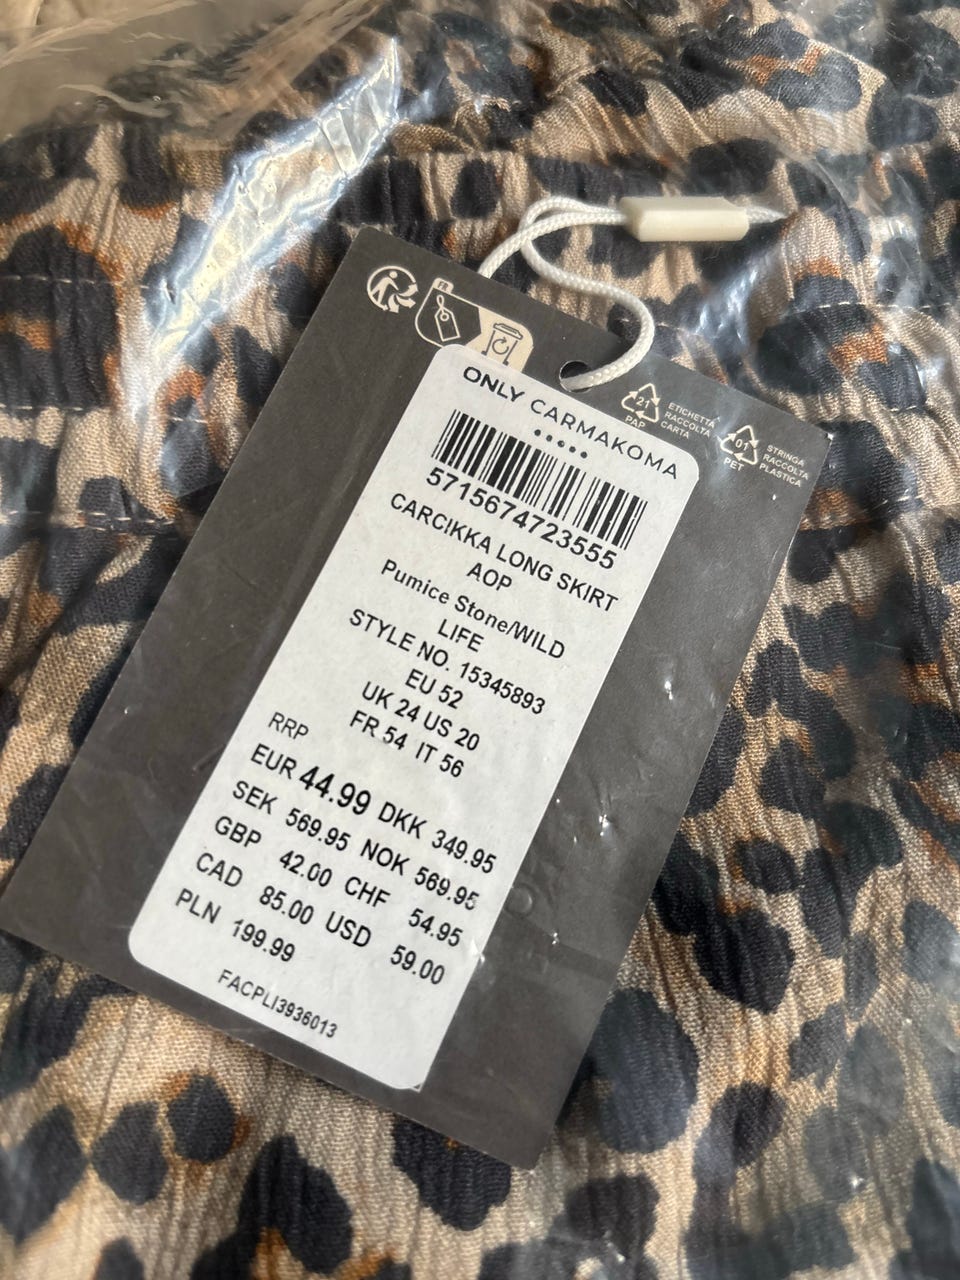 FR
ONLY CARMAKOMA
5715674723555
CARCIKKA LONG SKIRT
AOP
Pumice Stone/WILD
LIFE
STYLE NO. 15345893
EU 52
UK 24 US 20
FR 54 IT 56
RRP
EUR 44.99 DKK 349.95
SEK 569.95 NOK 569.95
GBP 42.00 CHF 54.95
CAD 85.00 USD 59.00
PLN 199.99
FACPLI3936013
21
PAP
ETICHETTA
RACCOLTA
CARTA
01
PET
STRINGA
RACCOLTA
PLASTICA